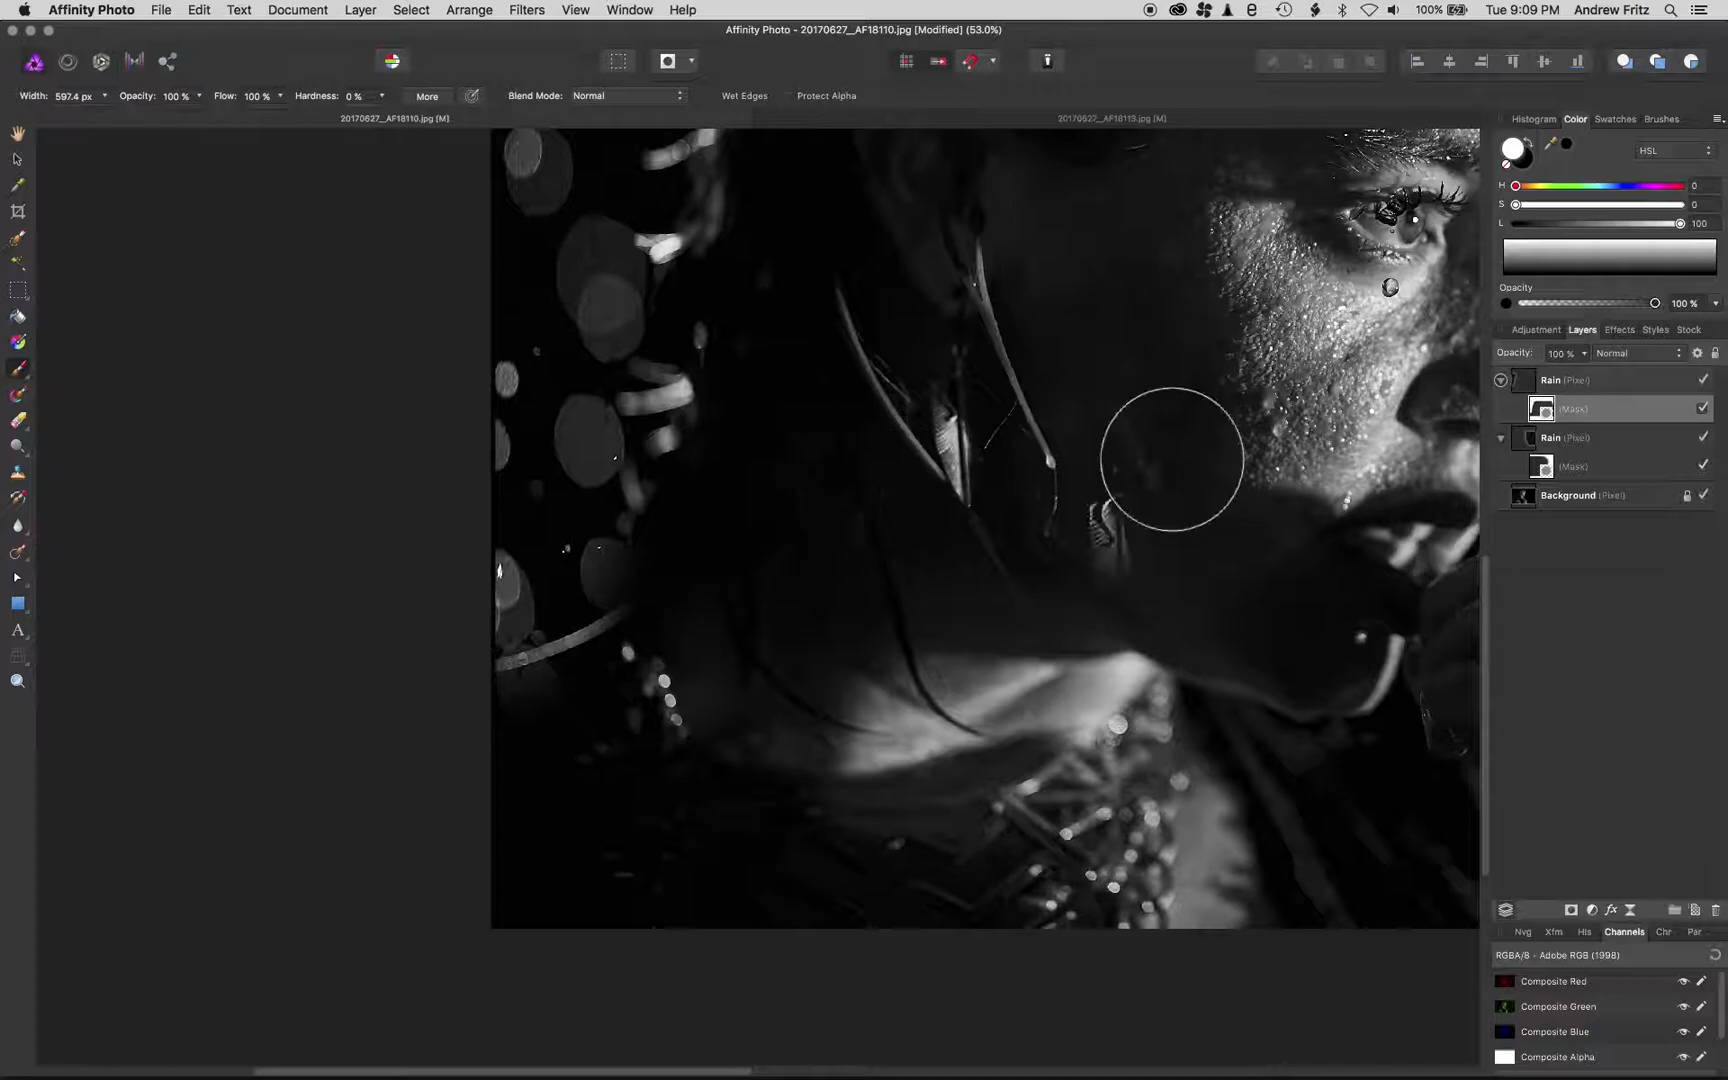 Affinity Photo File Edit Text Document Layer Select Arrange Filters View Window Help 100% Tue 9:09 PM Andrew Fritz
Affinity Photo - 20170627__AF18110.jpg [Modified] (53.0%)
Width: 597.4 px Opacity: 100 % Flow: 100 % Hardness: 0 % More Blend Mode: Normal Wet Edges Protect Alpha
20170627__AF18110.jpg [M] 20170627__AF18113.jpg [M]
Histogram Color Swatches Brushes
HSL
H 0
S 0
L 100
Opacity
100 %
Adjustment Layers Effects Styles Stock
Opacity: 100 % Normal
Rain (Pixel)
(Mask)
Rain (Pixel)
(Mask)
Background (Pixel)
fx
Nvg Xfm His Channels Chr Par
RGBA/8 - Adobe RGB (1998)
Composite Red
Composite Green
Composite Blue
Composite Alpha